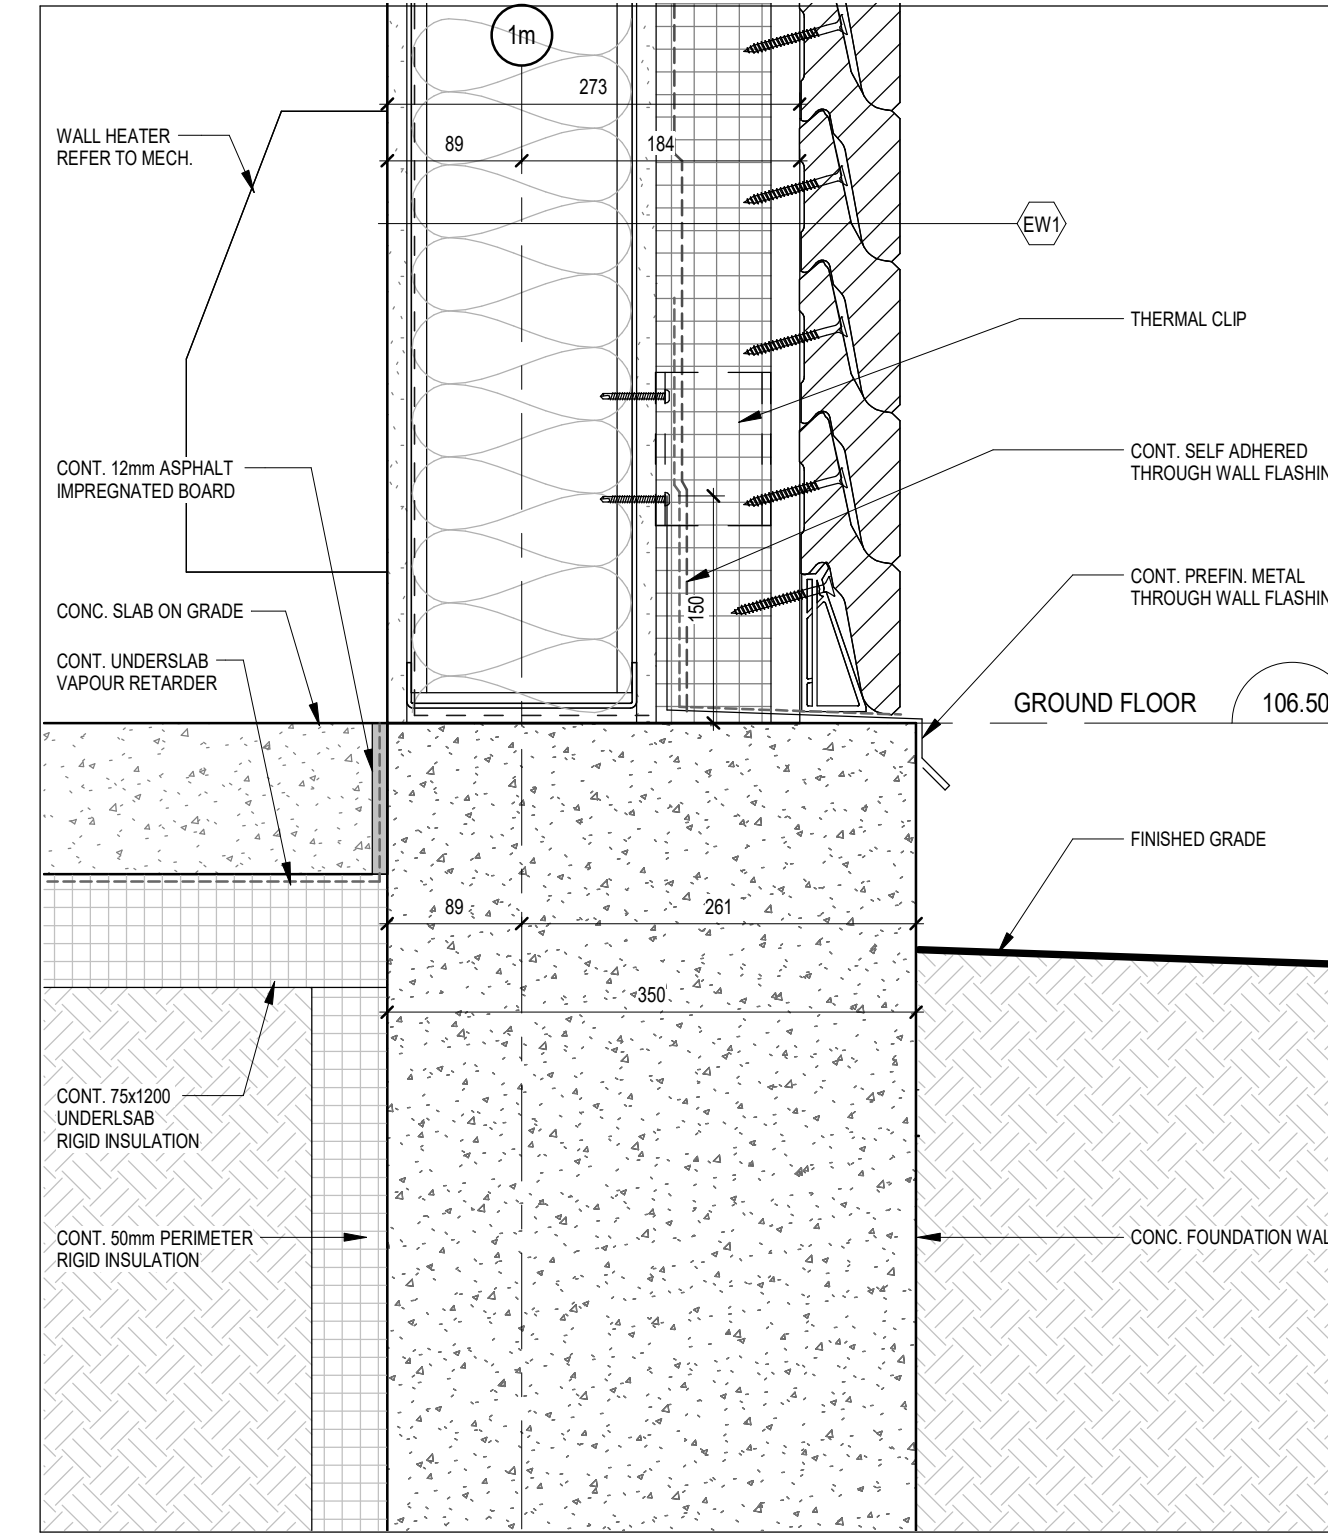 1m
273
WALL HEATER
REFER TO MECH.
89
184
EW1
THERMAL CLIP
CONT. SELF ADHERED
THROUGH WALL FLASHIN
CONT. 12mm ASPHALT
IMPREGNATED BOARD
CONT. PREFIN. METAL
THROUGH WALL FLASHIN
150
CONC. SLAB ON GRADE
CONT. UNDERSLAB
VAPOUR RETARDER
GROUND FLOOR
106.50
FINISHED GRADE
89
261
350
CONT. 75x1200
UNDERLSAB
RIGID INSULATION
CONT. 50mm PERIMETER
RIGID INSULATION
CONC. FOUNDATION WAL